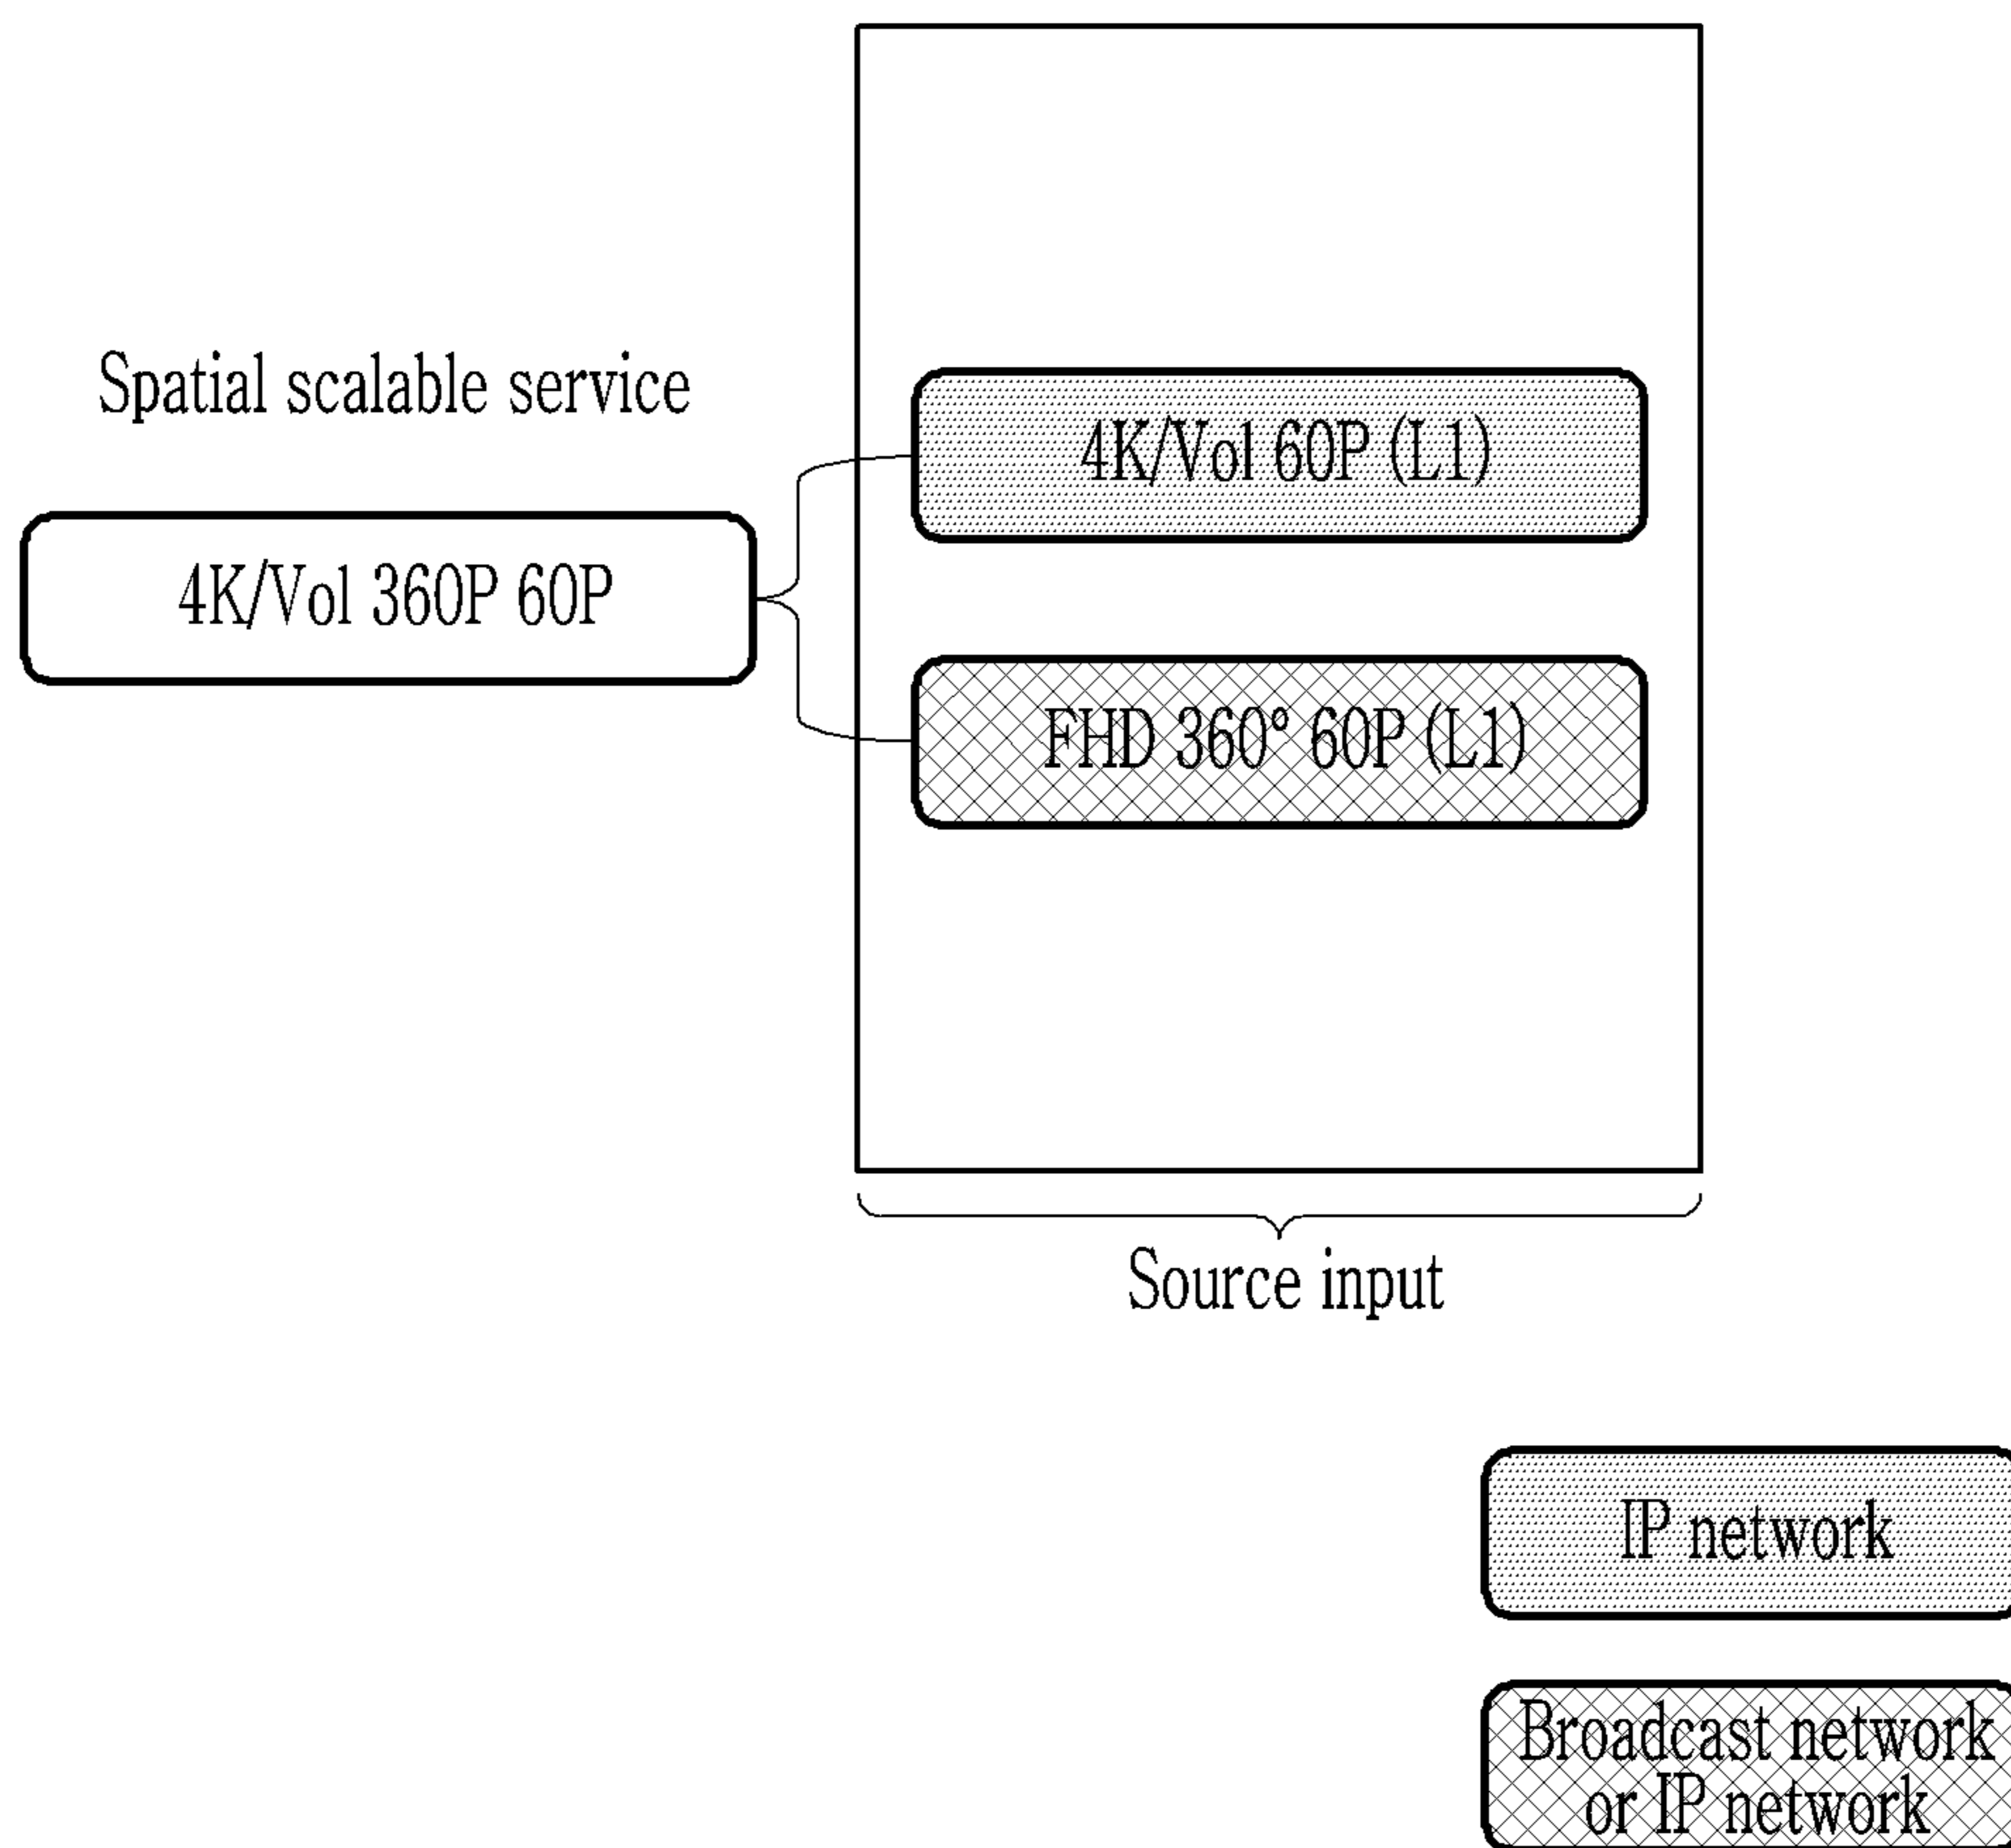 Spatial scalable service
4K/Vol 360P 60P
4K/Vol 60P (L1)
FHD 360° 60P (L1)
Source input
IP network
Broadcast network
or IP network